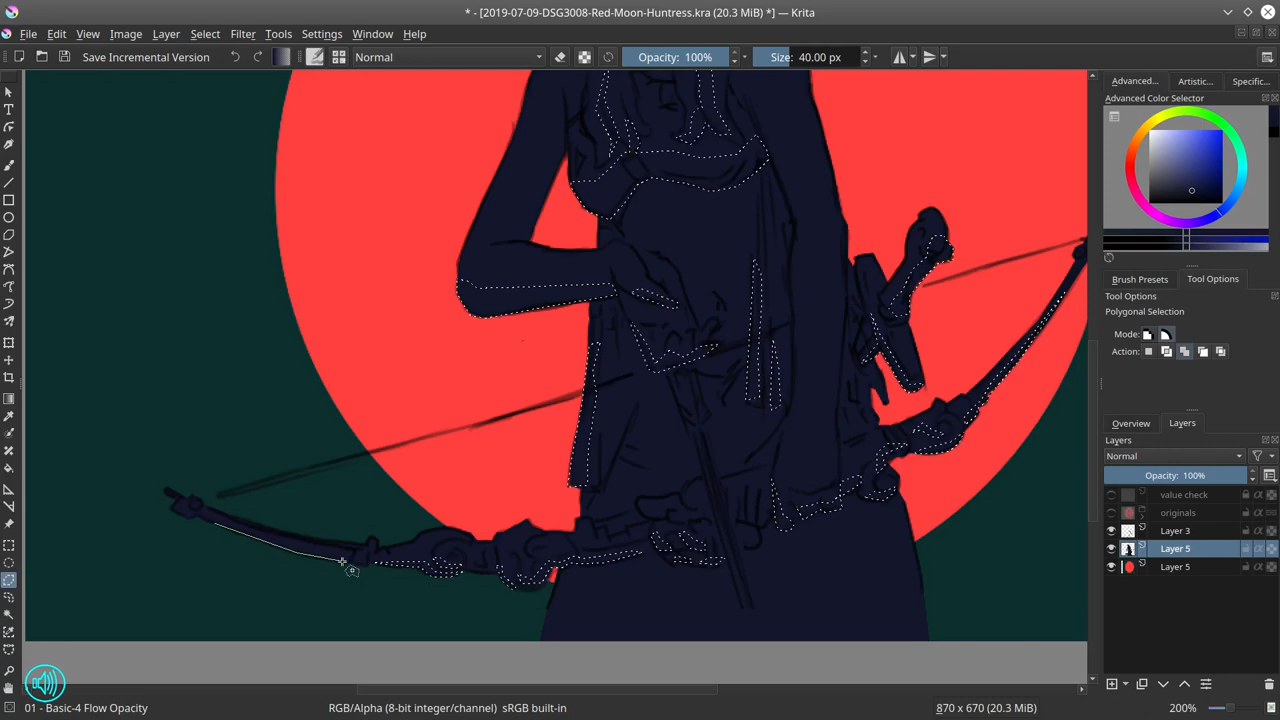 * - [2019-07-09-DSG3008-Red-Moon-Huntress.kra (20.3 MiB) *] — Krita
File Edit View Image Layer Select Filter Tools Settings Window Help
Save Incremental Version Normal Opacity: 100% Size: 40.00 px
Advanced... Artistic... Specific...
Advanced Color Selector
Brush Presets Tool Options
Tool Options
Polygonal Selection
Mode:
Action:
Overview Layers
Layers
Normal
Opacity: 100%
value check
originals
Layer 3
Layer 5
Layer 5
01 - Basic-4 Flow Opacity RGB/Alpha (8-bit integer/channel) sRGB built-in 870 x 670 (20.3 MiB) 200%